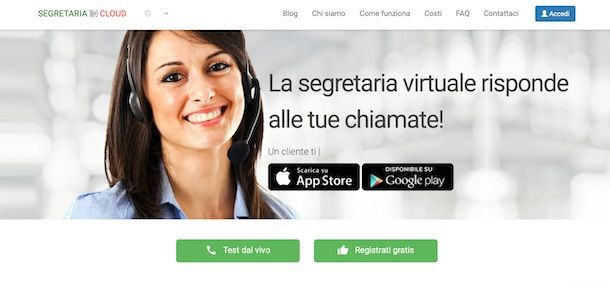 SEGRETARIA IN CLOUD
Blog Chi siamo Come funziona Costi FAQ Contattaci Accedi
La segretaria virtuale risponde
alle tue chiamate!
Un cliente ti |
Scarica su
App Store
DISPONIBILE SU
Google play
Test dal vivo Registrati gratis